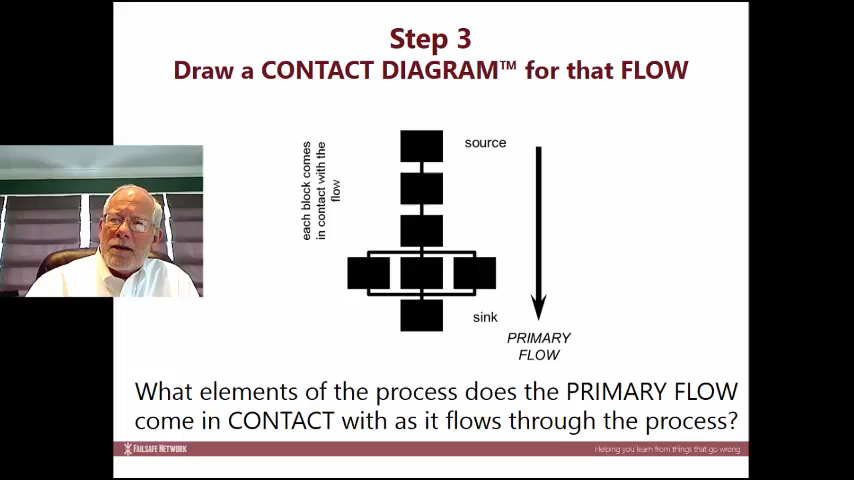 Step 3
Draw a CONTACT DIAGRAM™ for that FLOW
each block comes
in contact with the
flow
source
sink
PRIMARY
FLOW
What elements of the process does the PRIMARY FLOW
come in CONTACT with as it flows through the process?
FAILSAFE NETWORK
Helping you learn from things that go wrong